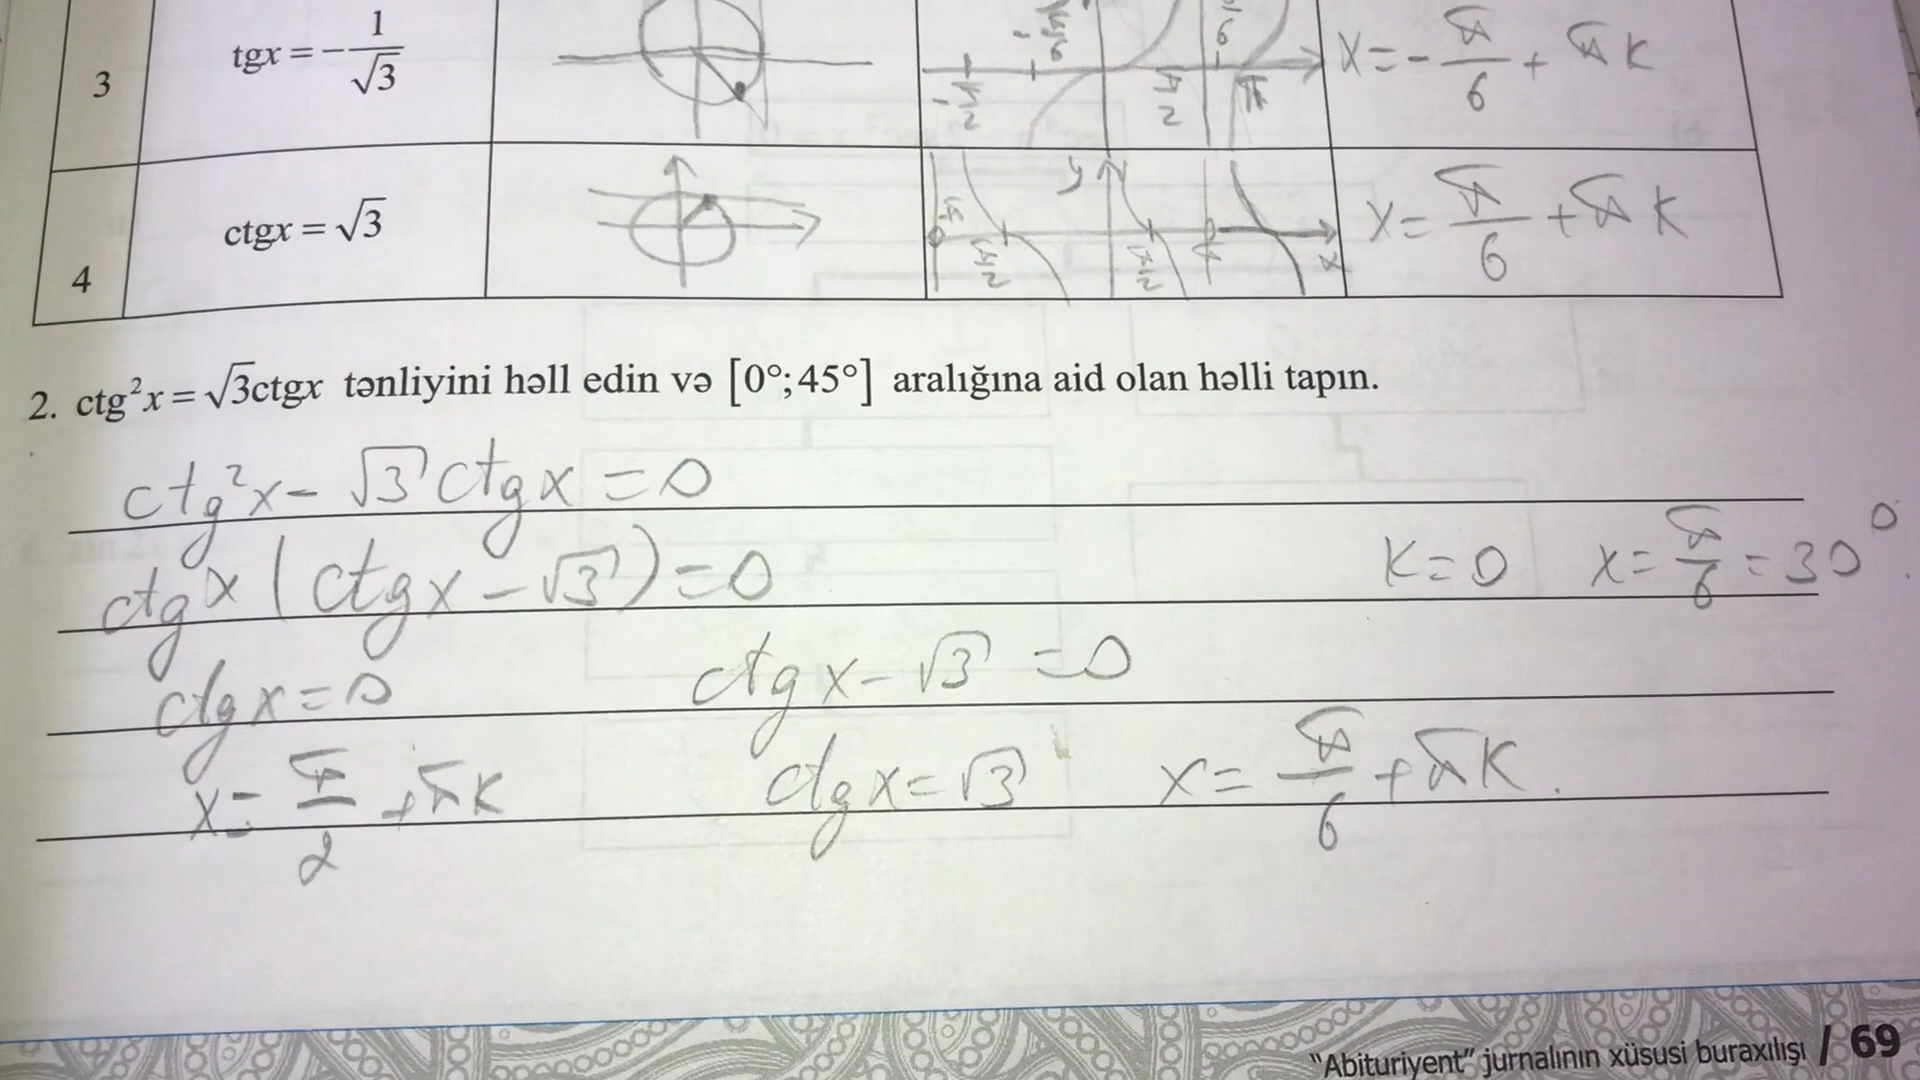 3 tgx = -1/√3 x = -π/6 + πk
4 ctgx = √3 x = π/6 + πk
2. ctg²x = √3ctgx tənliyini həll edin və [0°; 45°] aralığına aid olan həlli tapın.
ctg²x - √3 ctgx = 0
ctgx (ctgx - √3) = 0 k = 0 x = π/6 = 30°
ctgx = 0 ctgx - √3 = 0
x = π/2 + πk ctgx = √3 x = π/6 + πk.
"Abituriyent" jurnalının xüsusi buraxılışı / 69